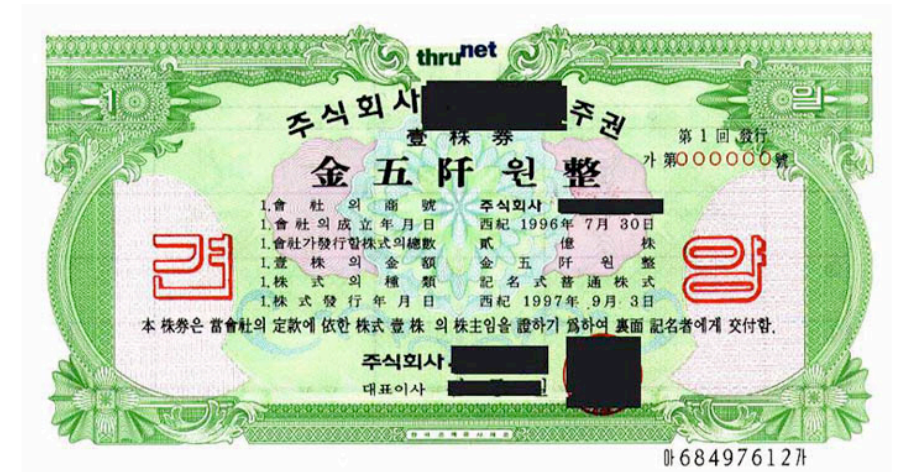 thrunet
주식회사 주권
壹株券
1
일
第1回發行
가 第000000號
金五阡원整
1.會社의商號 주식회사
1.會社의成立年月日 西紀 1996年 7月 30日
1.會社가發行할株式의總數 貳億株
1.壹株의金額 金五阡원整
1.株式의種類 記名式普通株式
1.株式發行年月日 西紀 1997年 9月 3日
견
양
本 株券은 當會社의 定款에 依한 株式 壹株 의 株主임을 證하기 爲하여 裏面 記名者에게 交付함.
주식회사
대표이사
아68497612가